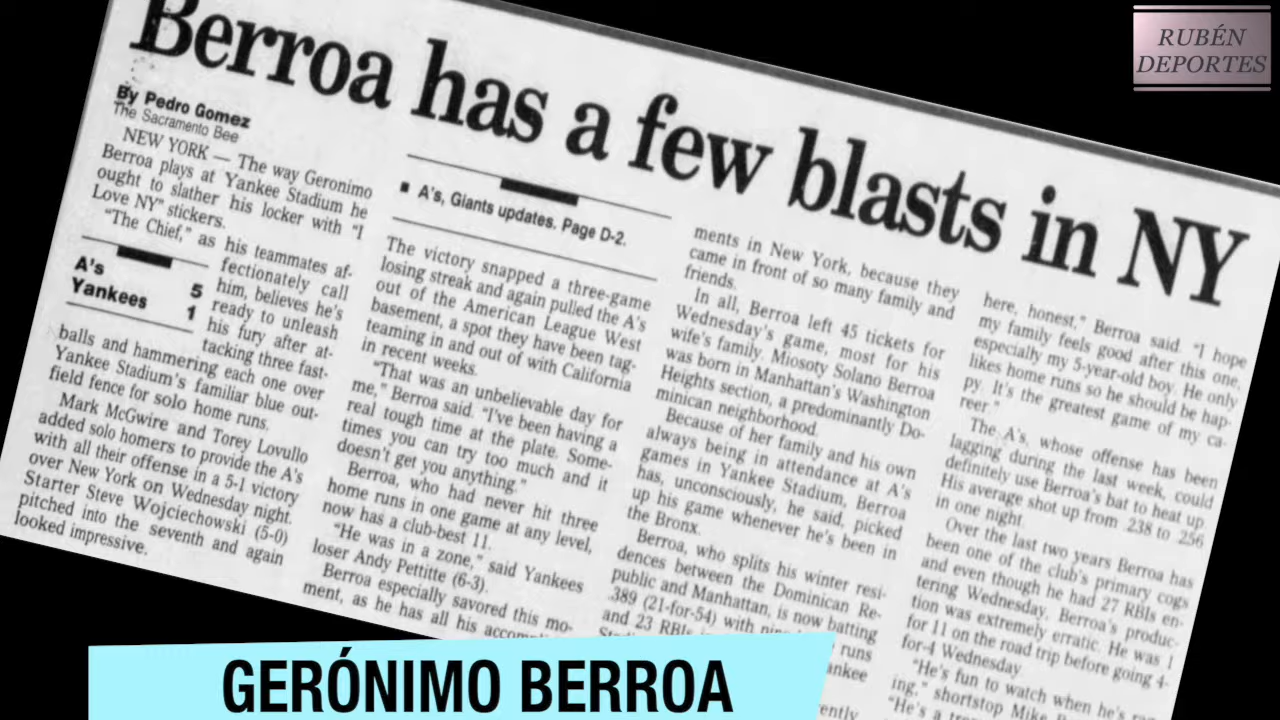 RUBÉN
DEPORTES
Berroa has a few blasts in NY
By Pedro Gomez
The Sacramento Bee
NEW YORK — The way Geronimo
Berroa plays at Yankee Stadium he
ought to slather his locker with "I
Love NY" stickers.
"The Chief," as his teammates af-
fectionately call
him, believes he's
ready to unleash
his fury after at-
tacking three fast-
A's 5
Yankees 1
balls and hammering each one over
Yankee Stadium's familiar blue out-
field fence for solo home runs.
Mark McGwire and Torey Lovullo
added solo homers to provide the A's
with all their offense in a 5-1 victory
over New York on Wednesday night.
Starter Steve Wojciechowski (5-0)
pitched into the seventh and again
looked impressive.
■ A's, Giants updates. Page D-2.
The victory snapped a three-game
losing streak and again pulled the A's
out of the American League West
basement, a spot they have been tag-
teaming in and out of with California
in recent weeks.
"That was an unbelievable day for
me," Berroa said. "I've been having a
real tough time at the plate. Some-
times you can try too much and it
doesn't get you anything."
Berroa, who had never hit three
home runs in one game at any level,
now has a club-best 11.
"He was in a zone," said Yankees
loser Andy Pettitte (6-3).
Berroa especially savored this mo-
ment, as he has all his
ments in New York, because they
came in front of so many family and
friends.
In all, Berroa left 45 tickets for
Wednesday's game, most for his
wife's family. Miosoty Solano Berroa
was born in Manhattan's Washington
Heights section, a predominantly Do-
minican neighborhood.
Because of her family and his own
always being in attendance at A's
games in Yankee Stadium, Berroa
has, unconsciously, he said, picked
up his game whenever he's been in
the Bronx.
Berroa, who splits his winter resi-
dences between the Dominican Re-
public and Manhattan, is now batting
.389 (21-for-54) with
and 23 RBIs
runs
here, honest," Berroa said. "I hope
my family feels good after this one,
especially my 5-year-old boy. He only
likes home runs so he should be hap-
py. It's the greatest game of my ca-
reer."
The A's, whose offense has been
lagging during the last week, could
definitely use Berroa's bat to heat up
His average shot up from .238 to .256
in one night.
Over the last two years Berroa has
been one of the club's primary cogs
and even though he had 27 RBIs en-
tering Wednesday, Berroa's produc-
tion was extremely erratic. He was 1
for 11 on the road trip before going 4-
for-4 Wednesday.
"He's fun to watch when he's
ing," shortstop Mike
"He's a
GERÓNIMO BERROA